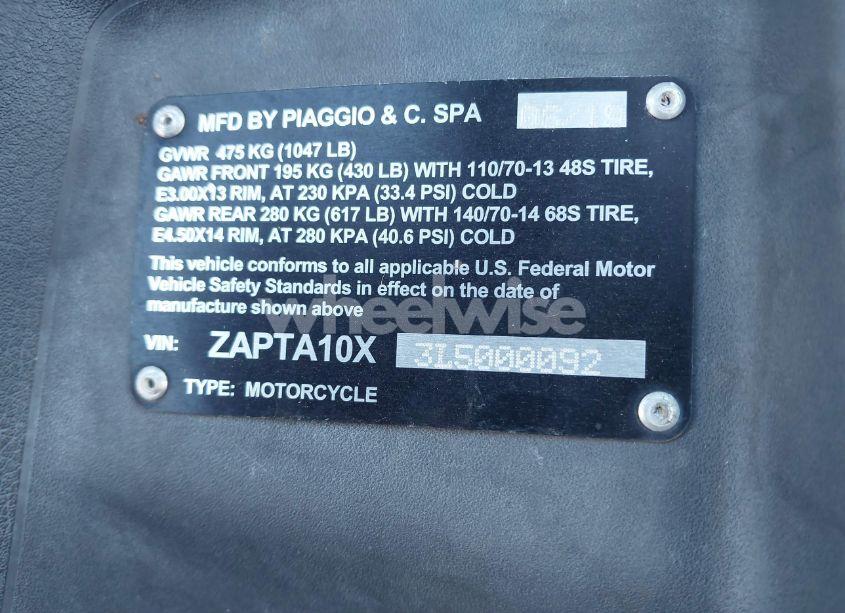 MFD BY PIAGGIO & C. SPA
GVWR 475 KG (1047 LB)
GAWR FRONT 195 KG (430 LB) WITH 110/70-13 48S TIRE,
E3.00X13 RIM, AT 230 KPA (33.4 PSI) COLD
GAWR REAR 280 KG (617 LB) WITH 140/70-14 68S TIRE,
E4.50X14 RIM, AT 280 KPA (40.6 PSI) COLD
This vehicle conforms to all applicable U.S. Federal Motor
Vehicle Safety Standards in effect on the date of
manufacture shown above
wheelwise
VIN: ZAPTA10X 3L5000092
TYPE: MOTORCYCLE